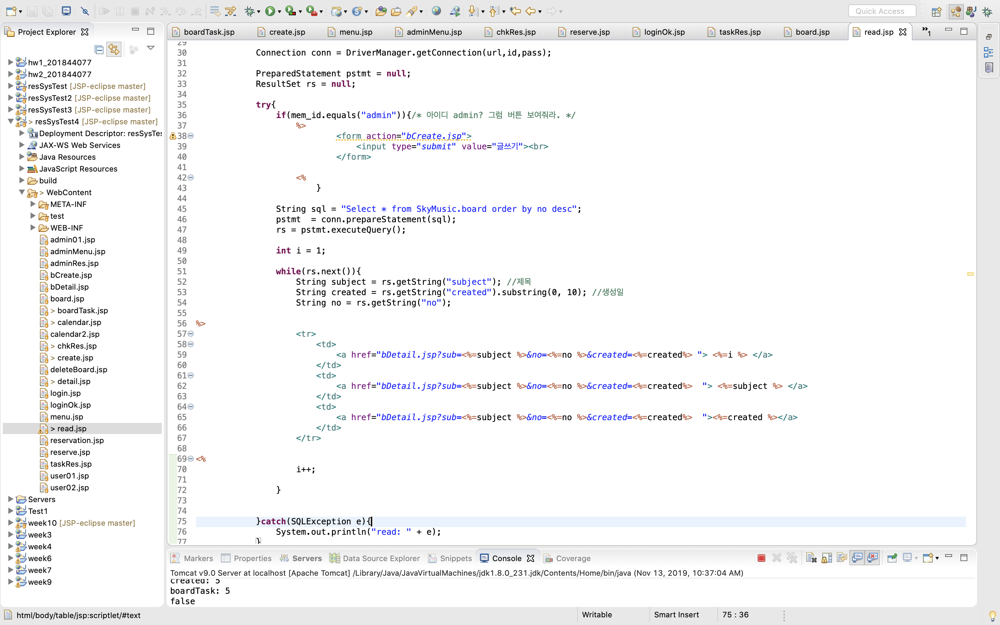 Quick Access
Project Explorer
boardTask.jsp
create.jsp
menu.jsp
adminMenu.jsp
chkRes.jsp
reserve.jsp
loginOk.jsp
taskRes.jsp
board.jsp
read.jsp
»1
hw1_201844077
hw2_201844077
resSysTest [JSP-eclipse master]
resSysTest2 [JSP-eclipse master]
resSysTest3 [JSP-eclipse master]
> resSysTest4 [JSP-eclipse master]
3.0 Deployment Descriptor: resSysTes
JAX-WS Web Services
Java Resources
JavaScript Resources
build
> WebContent
META-INF
test
WEB-INF
admin01.jsp
adminMenu.jsp
adminRes.jsp
bCreate.jsp
bDetail.jsp
board.jsp
> boardTask.jsp
> calendar.jsp
calendar2.jsp
> chkRes.jsp
> create.jsp
deleteBoard.jsp
> detail.jsp
login.jsp
loginOk.jsp
menu.jsp
> read.jsp
reservation.jsp
reserve.jsp
taskRes.jsp
user01.jsp
user02.jsp
Servers
Test1
week10 [JSP-eclipse master]
week3
week4
week6
week7
week9
29
30 Connection conn = DriverManager.getConnection(url,id,pass);
31
32 PreparedStatement pstmt = null;
33 ResultSet rs = null;
34
35 try{
36 if(mem_id.equals("admin")){/* 아이디 admin? 그럼 버튼 보여줘라. */
37 %>
38 <form action="bCreate.jsp">
39 <input type="submit" value="글쓰기"><br>
40 </form>
41
42 <%
43 }
44
45 String sql = "Select * from SkyMusic.board order by no desc";
46 pstmt  = conn.prepareStatement(sql);
47 rs = pstmt.executeQuery();
48
49 int i = 1;
50
51 while(rs.next()){
52 String subject = rs.getString("subject"); //제목
53 String created = rs.getString("created").substring(0, 10); //생성일
54 String no = rs.getString("no");
55
56 %>
57 <tr>
58 <td>
59 <a href="bDetail.jsp?sub=<%=subject %>&no=<%=no %>&created=<%=created%> "> <%=i %> </a>
60 </td>
61 <td>
62 <a href="bDetail.jsp?sub=<%=subject %>&no=<%=no %>&created=<%=created%>  "> <%=subject %> </a>
63 </td>
64 <td>
65 <a href="bDetail.jsp?sub=<%=subject %>&no=<%=no %>&created=<%=created%>  "><%=created %></a>
66 </td>
67 </tr>
68
69 <%
70 i++;
71
72 }
73
74
75 }catch(SQLException e){
76 System.out.println("read: " + e);
77 }
Markers
Properties
Servers
Data Source Explorer
Snippets
Console
Coverage
Tomcat v9.0 Server at localhost [Apache Tomcat] /Library/Java/JavaVirtualMachines/jdk1.8.0_231.jdk/Contents/Home/bin/java (Nov 13, 2019, 10:37:04 AM)
created: 5
boardTask: 5
false
html/body/table/jsp:scriptlet/#text
Writable
Smart Insert
75 : 36